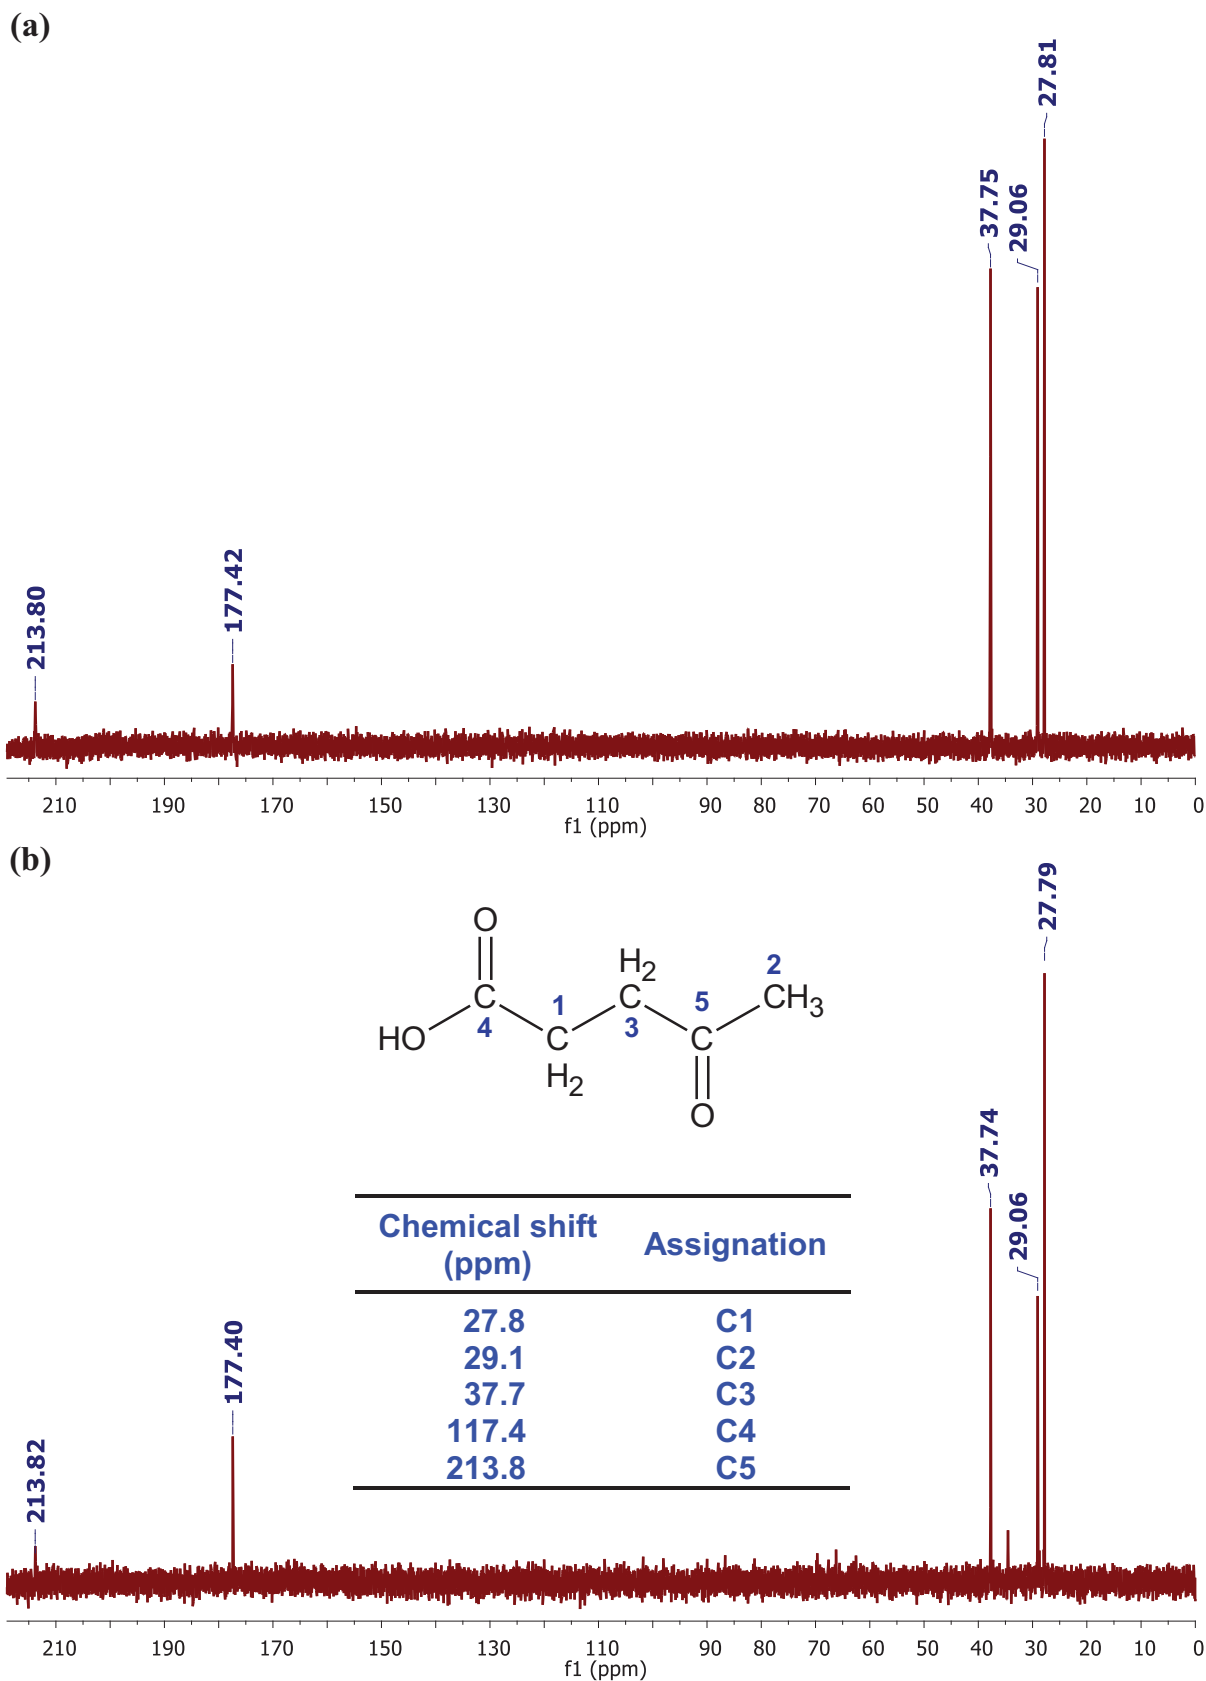 (a)
27.81
37.75
29.06
177.42
213.80
210 190 170 150 130 110 90 80 70 60 50 40 30 20 10 0
f1 (ppm)
(b)
27.79
O
H2
2
C
1
C
5
CH3
HO
4
C
3
C
H2
O
37.74
29.06
Chemical shift
(ppm)
Assignation
27.8 C1
29.1 C2
37.7 C3
117.4 C4
213.8 C5
177.40
213.82
210 190 170 150 130 110 90 80 70 60 50 40 30 20 10 0
f1 (ppm)